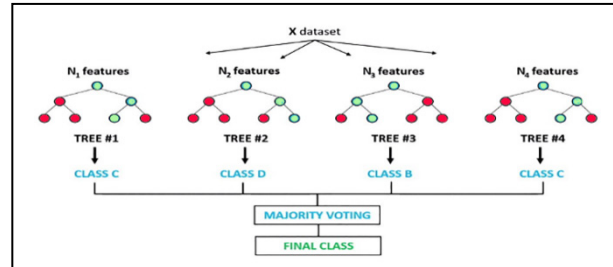 X dataset
N₁ features N₂ features N₃ features N₄ features
TREE #1 TREE #2 TREE #3 TREE #4
CLASS C CLASS D CLASS B CLASS C
MAJORITY VOTING
FINAL CLASS